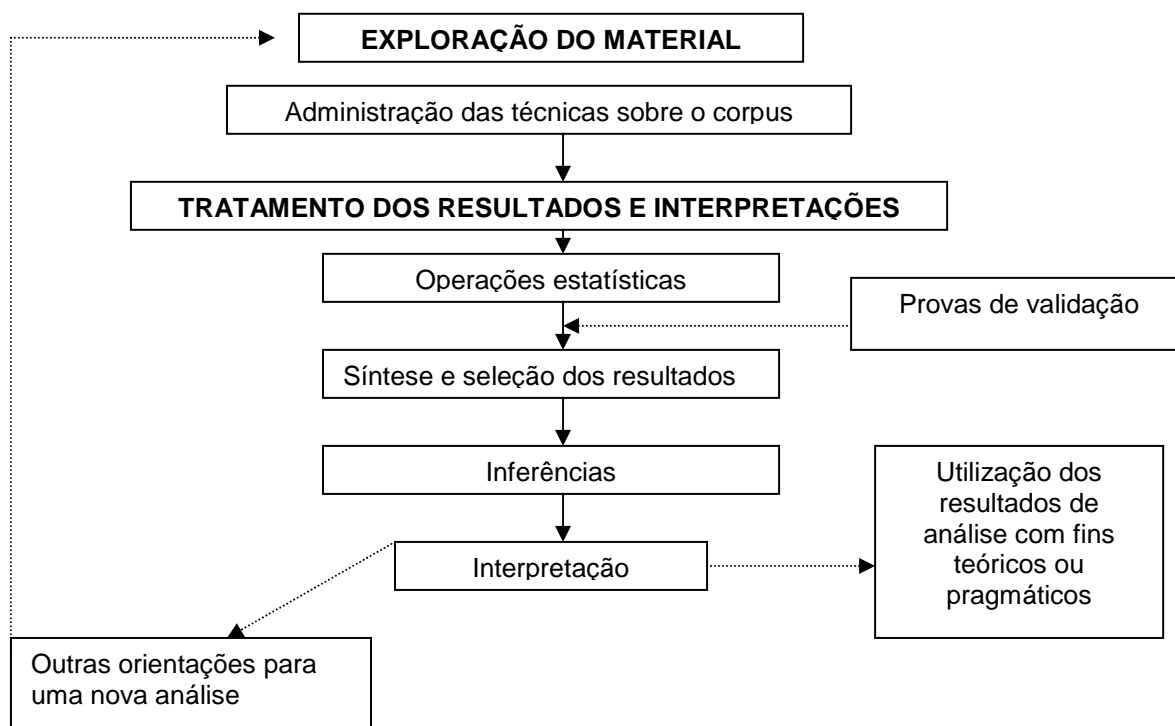 EXPLORAÇÃO DO MATERIAL
Administração das técnicas sobre o corpus
TRATAMENTO DOS RESULTADOS E INTERPRETAÇÕES
Operações estatísticas
Provas de validação
Síntese e seleção dos resultados
Inferências
Utilização dos
resultados de
análise com fins
teóricos ou
pragmáticos
Interpretação
Outras orientações para
uma nova análise